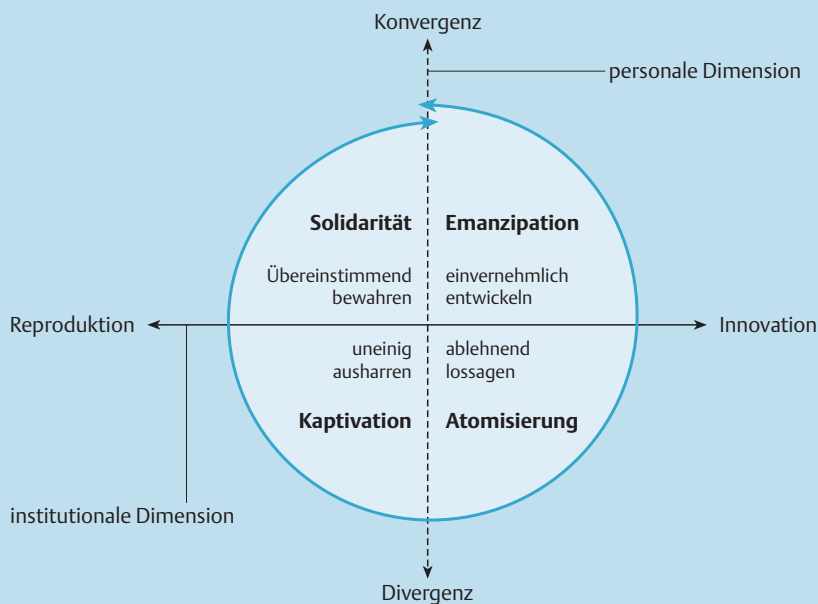 Konvergenz
personale Dimension
Solidarität
Emanzipation
Übereinstimmend
bewahren
einvernehmlich
entwickeln
Reproduktion
Innovation
uneinig
ausharren
ablehnend
lossagen
Kaptivation
Atomisierung
institutionale Dimension
Divergenz